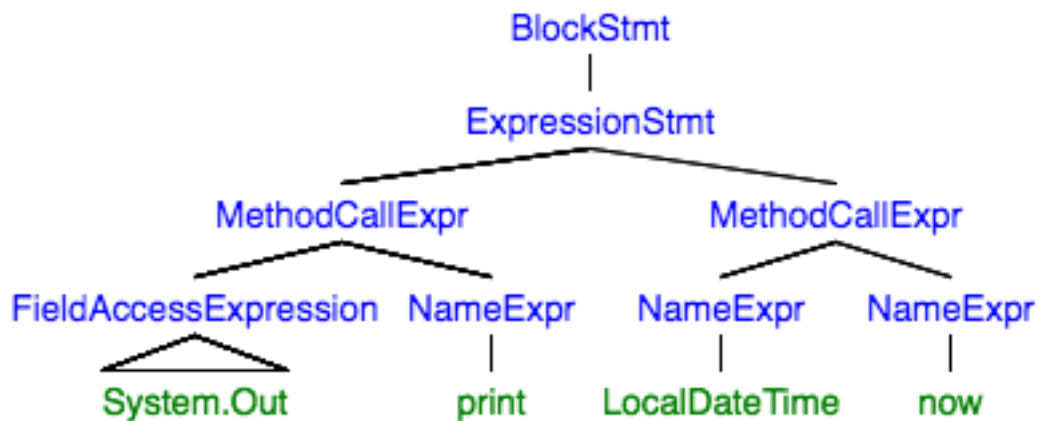 BlockStmt
ExpressionStmt
MethodCallExpr MethodCallExpr
FieldAccessExpression NameExpr NameExpr NameExpr
System.Out print LocalDateTime now